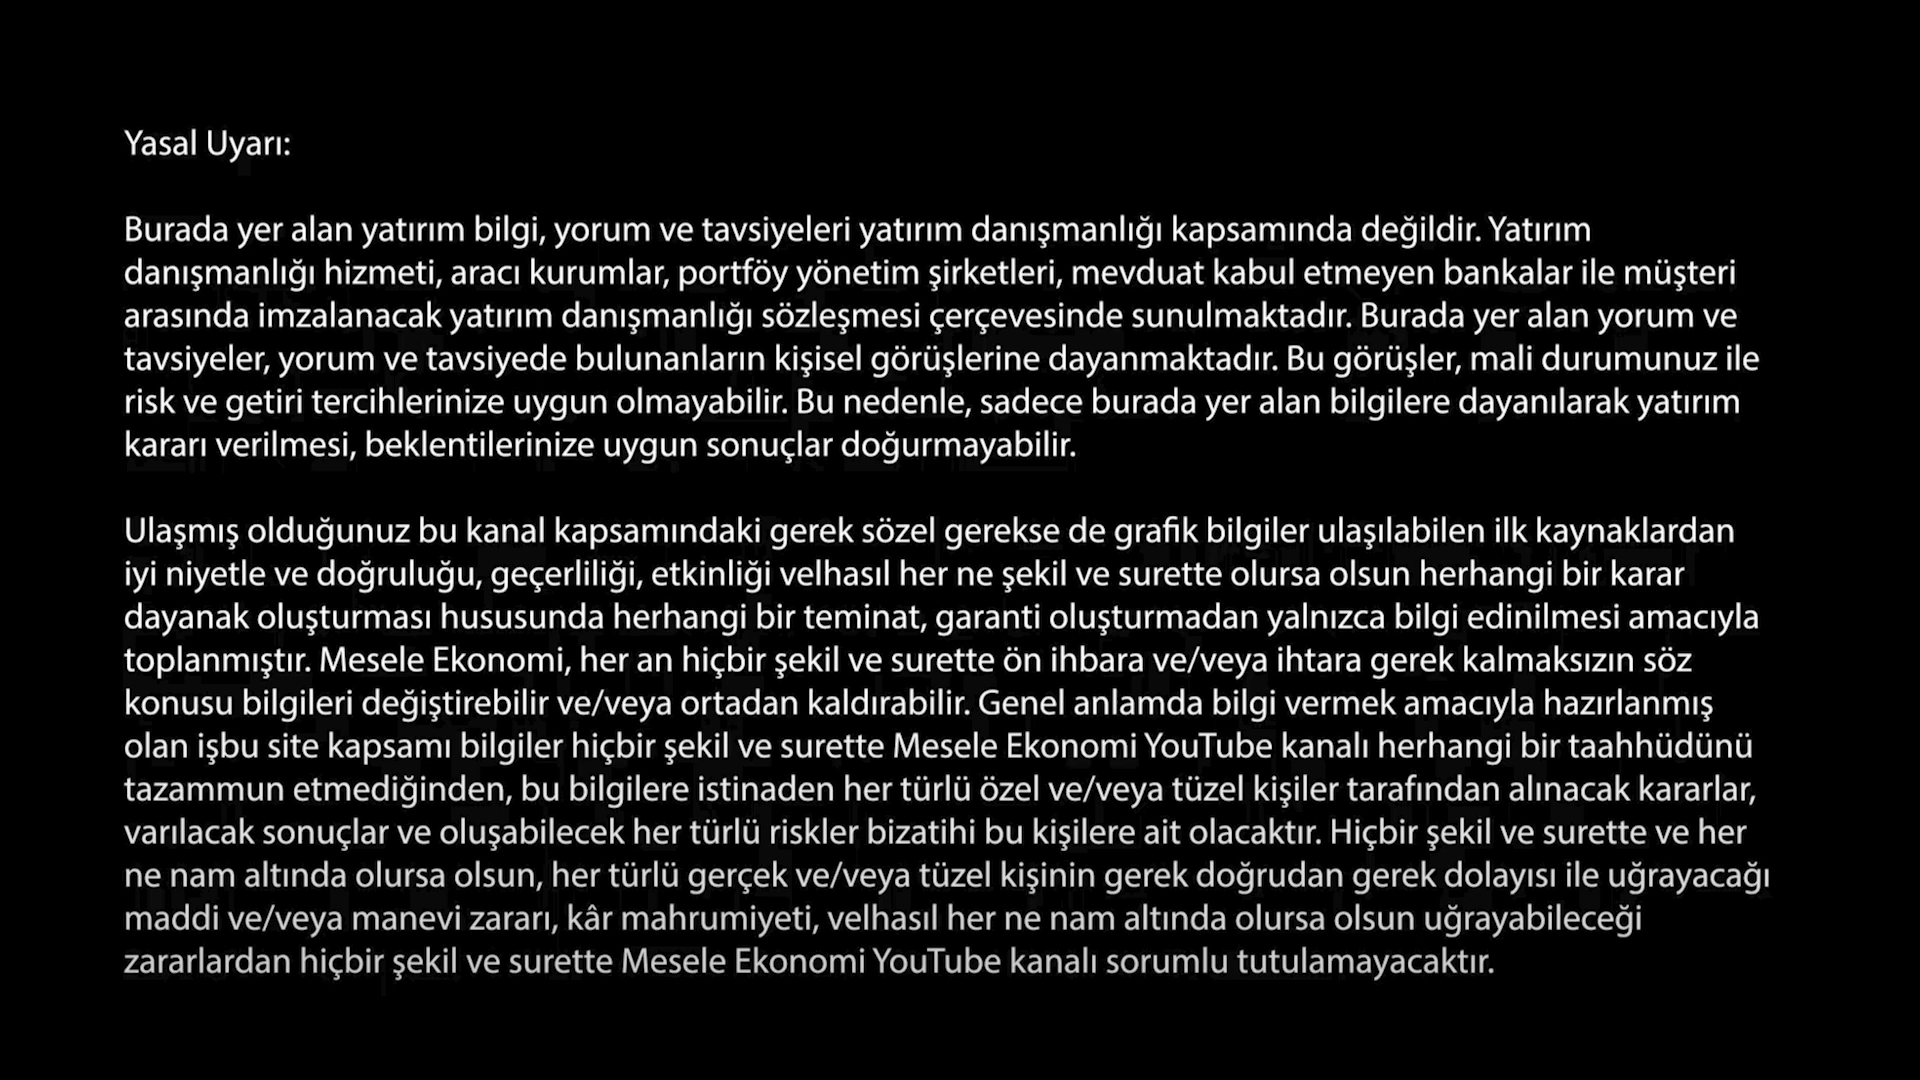 Yasal Uyarı:
Burada yer alan yatırım bilgi, yorum ve tavsiyeleri yatırım danışmanlığı kapsamında değildir. Yatırım
danışmanlığı hizmeti, aracı kurumlar, portföy yönetim şirketleri, mevduat kabul etmeyen bankalar ile müşteri
arasında imzalanacak yatırım danışmanlığı sözleşmesi çerçevesinde sunulmaktadır. Burada yer alan yorum ve
tavsiyeler, yorum ve tavsiyede bulunanların kişisel görüşlerine dayanmaktadır. Bu görüşler, mali durumunuz ile
risk ve getiri tercihlerinize uygun olmayabilir. Bu nedenle, sadece burada yer alan bilgilere dayanılarak yatırım
kararı verilmesi, beklentilerinize uygun sonuçlar doğurmayabilir.
Ulaşmış olduğunuz bu kanal kapsamındaki gerek sözel gerekse de grafik bilgiler ulaşılabilen ilk kaynaklardan
iyi niyetle ve doğruluğu, geçerliliği, etkinliği velhasıl her ne şekil ve surette olursa olsun herhangi bir karar
dayanak oluşturması hususunda herhangi bir teminat, garanti oluşturmadan yalnızca bilgi edinilmesi amacıyla
toplanmıştır. Mesele Ekonomi, her an hiçbir şekil ve surette ön ihbara ve/veya ihtara gerek kalmaksızın söz
konusu bilgileri değiştirebilir ve/veya ortadan kaldırabilir. Genel anlamda bilgi vermek amacıyla hazırlanmış
olan işbu site kapsamı bilgiler hiçbir şekil ve surette Mesele Ekonomi YouTube kanalı herhangi bir taahhüdünü
tazammun etmediğinden, bu bilgilere istinaden her türlü özel ve/veya tüzel kişiler tarafından alınacak kararlar,
varılacak sonuçlar ve oluşabilecek her türlü riskler bizatihi bu kişilere ait olacaktır. Hiçbir şekil ve surette ve her
ne nam altında olursa olsun, her türlü gerçek ve/veya tüzel kişinin gerek doğrudan gerek dolayısı ile uğrayacağı
maddi ve/veya manevi zararı, kâr mahrumiyeti, velhasıl her ne nam altında olursa olsun uğrayabileceği
zararlardan hiçbir şekil ve surette Mesele Ekonomi YouTube kanalı sorumlu tutulamayacaktır.